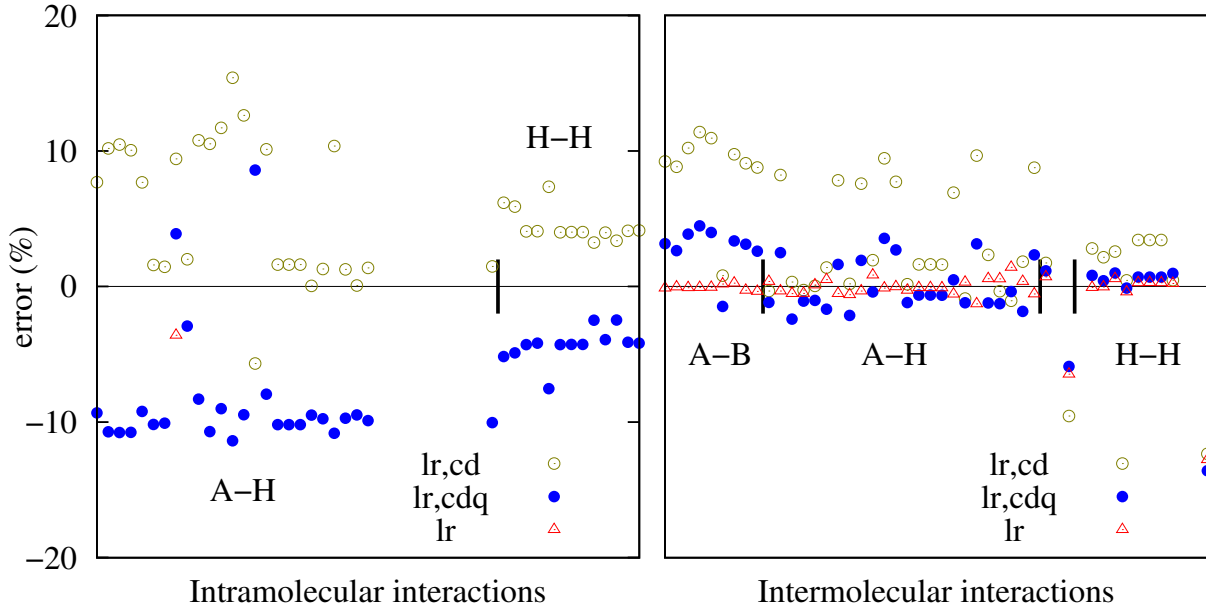 20
10
0
−10
−20
error (%)
H−H
A−H
lr,cd
lr,cdq
lr
Intramolecular interactions
A−B
A−H
H−H
lr,cd
lr,cdq
lr
Intermolecular interactions